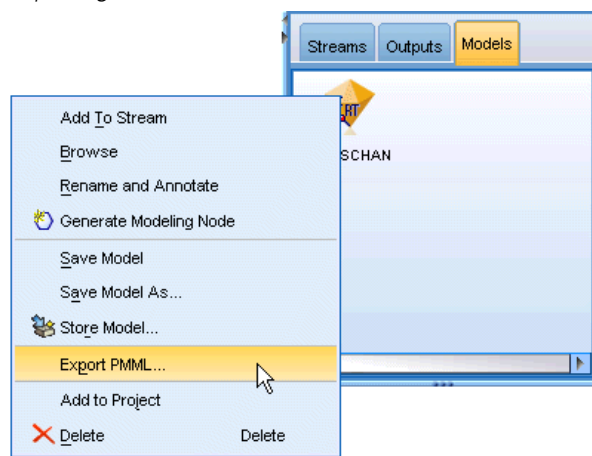 Streams Outputs Models
RT
SCHAN
Add To Stream
Browse
Rename and Annotate
Generate Modeling Node
Save Model
Save Model As...
Store Model...
Export PMML...
Add to Project
Delete Delete